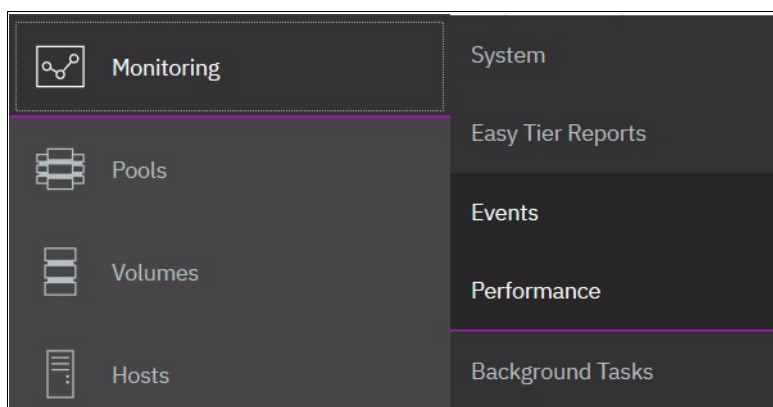 Monitoring
Pools
Volumes
Hosts
System
Easy Tier Reports
Events
Performance
Background Tasks